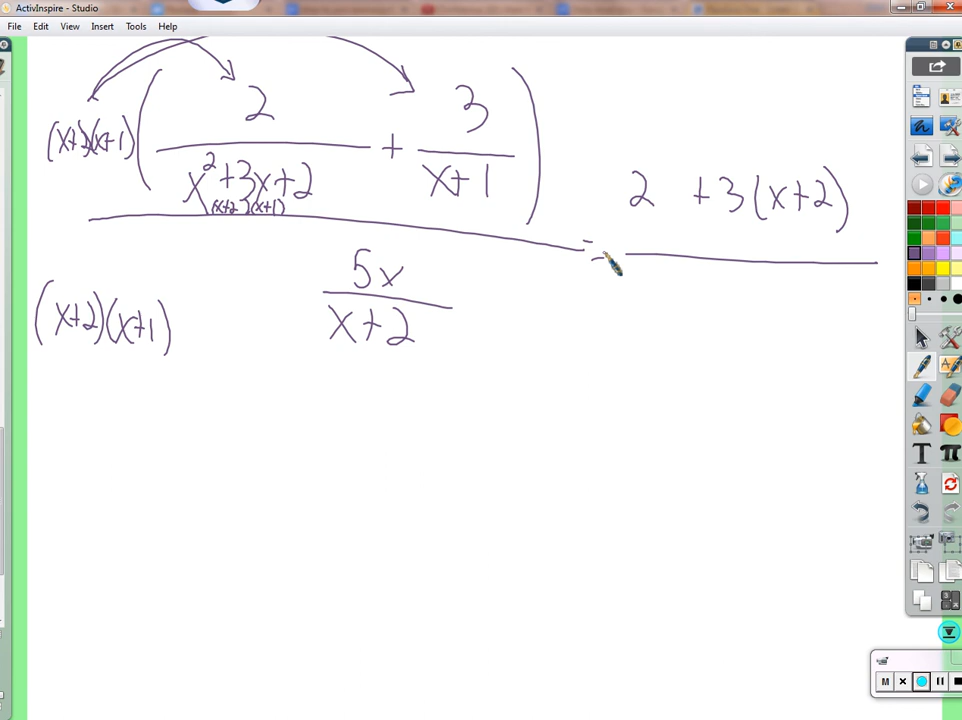 ActivInspire - Studio
File Edit View Insert Tools Help
(x+2)(x+1) ( 2 + 3 )
x²+3x+2 x+1
(x+2)(x+1)
= 2 +3(x+2)
(x+2)(x+1) 5x
x+2
T π
M